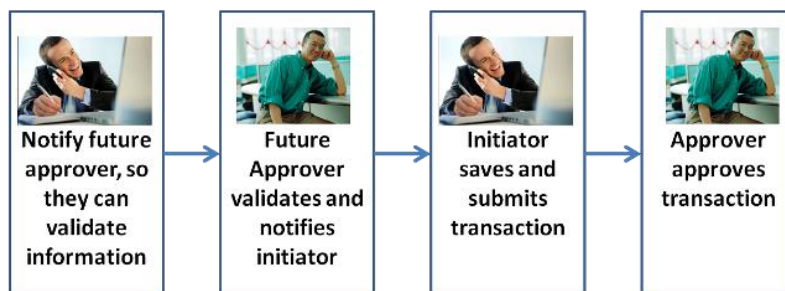 Notify future
approver, so
they can
validate
information
Future
Approver
validates and
notifies
initiator
Initiator
saves and
submits
transaction
Approver
approves
transaction